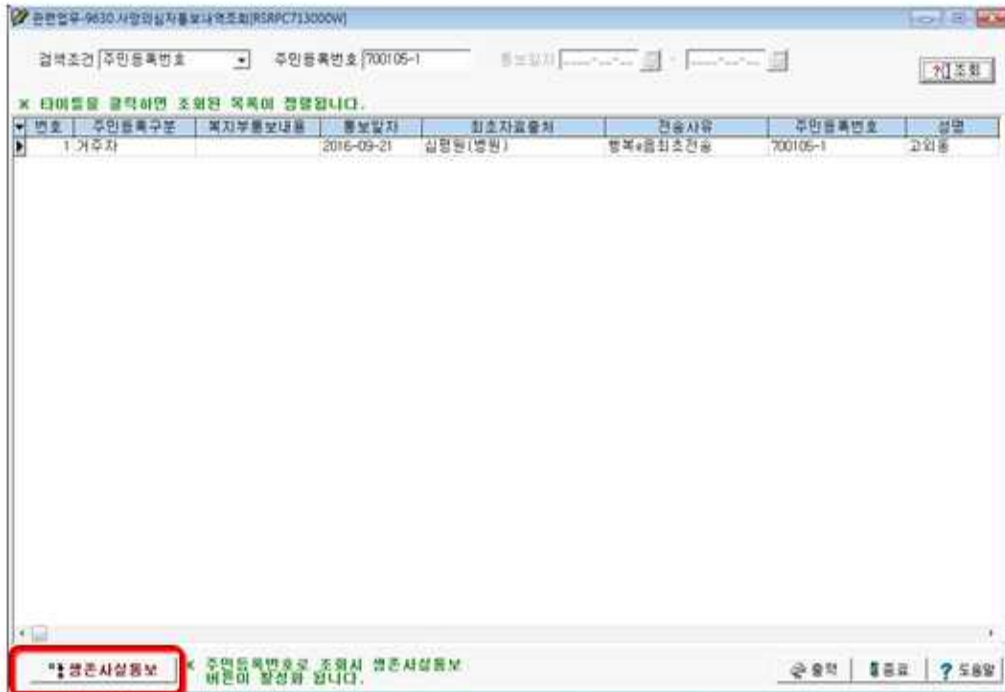 관련업무-9630.사망의심자통보내역조회[RSRPC713000W]
검색조건 주민등록번호 주민등록번호 700105-1 통보일자 ____-__-__ - ____-__-__ 조회
※ 타이틀을 클릭하면 조회된 목록이 정렬됩니다.
번호 주민등록구분 복지부통보내용 통보일자 최초자료출처 전송사유 주민등록번호 성명
1 거주자 2016-09-21 심평원(병원) 행복e음최초전송 700105-1
생존사실통보 ※ 주민등록번호로 조회시 생존사실통보
버튼이 활성화 됩니다.
출력 종료 ? 도움말